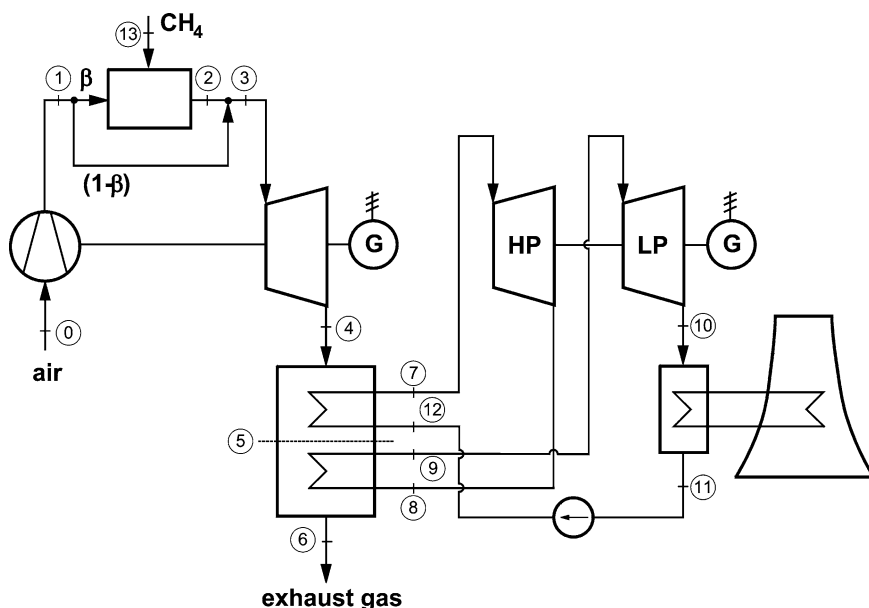 13 CH4
1 β 2 3
(1-β)
G HP LP G
0 4 10
air
7
12
5
9
8 11
6
exhaust gas